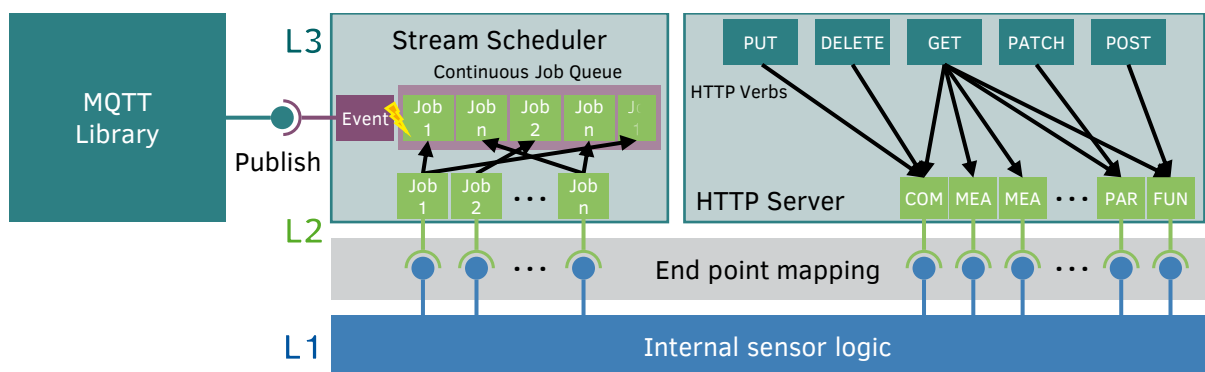 L3
MQTT
Library
Publish
Stream Scheduler
Continuous Job Queue
Event
Job
1
Job
n
Job
2
Job
n
Job
1
Job
1
Job
2
...
Job
n
PUT
DELETE
GET
PATCH
POST
HTTP Verbs
HTTP Server
COM
MEA
MEA
...
PAR
FUN
L2
...
End point mapping
...
L1
Internal sensor logic